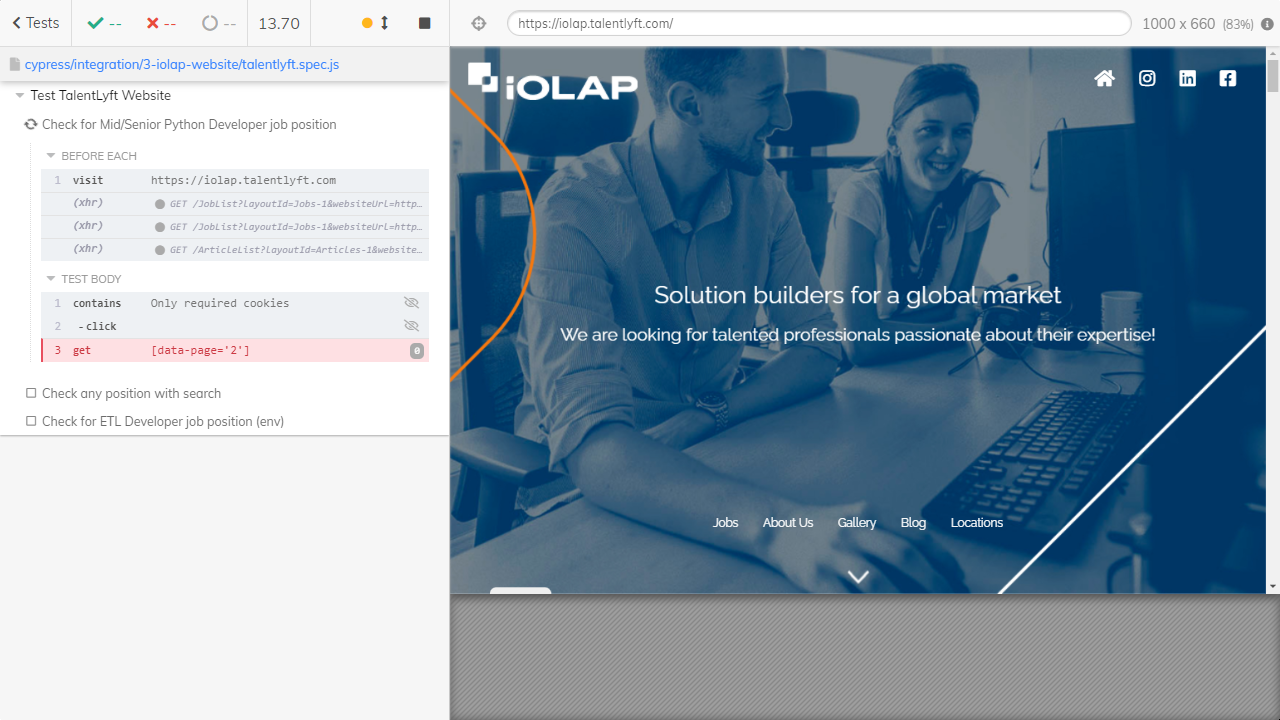 Tests
--
--
--
13.70
cypress/integration/3-iolap-website/talentlyft.spec.js
Test TalentLyft Website
Check for Mid/Senior Python Developer job position
BEFORE EACH
1 visit https://iolap.talentlyft.com
(xhr) GET /JobList?layoutId=Jobs-1&websiteUrl=http…
(xhr) GET /JobList?layoutId=Jobs-1&websiteUrl=http…
(xhr) GET /ArticleList?layoutId=Articles-1&website…
TEST BODY
1 contains Only required cookies
2 -click
3 get [data-page='2'] 0
Check any position with search
Check for ETL Developer job position (env)
https://iolap.talentlyft.com/
1000 x 660 (83%)
iOLAP
Solution builders for a global market
We are looking for talented professionals passionate about their expertise!
Jobs About Us Gallery Blog Locations